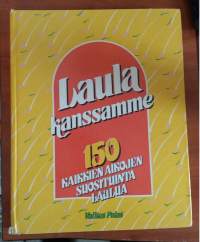 Laula
kanssamme
150
KAIKKIEN AIKOJEN
SUOSITUINTA
LAULUA
Valitut Palat